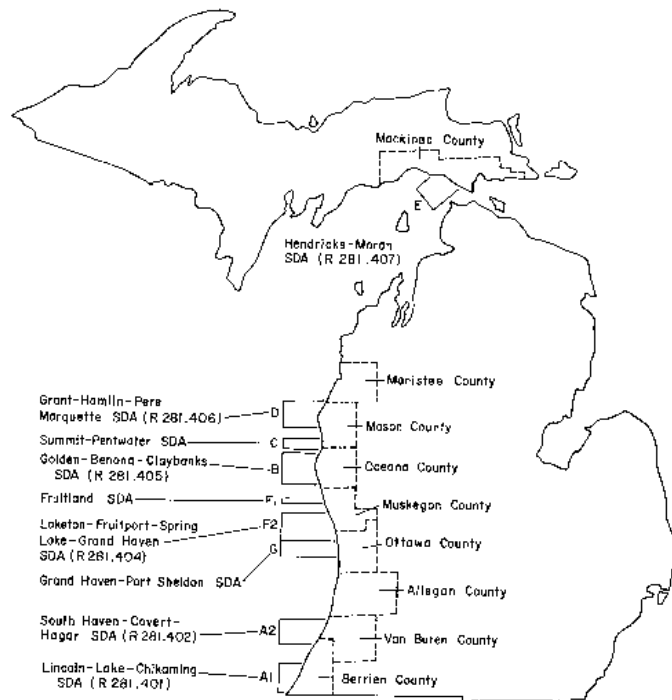 Mackinac County
E
Hendricks-Moran
SDA (R 281.407)
Manistee County
Grant-Hamlin-Pere
Marquette SDA (R 281.406)
D
Mason County
Summit-Pentwater SDA
C
Golden-Benona-Claybanks
SDA (R 281.405)
B
Oceana County
Fruitland SDA
F1
Muskegon County
Laketon-Fruitport-Spring
Lake-Grand Haven
SDA (R 281.404)
F2
Ottawa County
G
Grand Haven-Port Sheldon SDA
Allegan County
South Haven-Covert-
Hagar SDA (R 281.402)
A2
Van Buren County
Lincoln-Lake-Chikaming
SDA (R 281.401)
A1
Berrien County